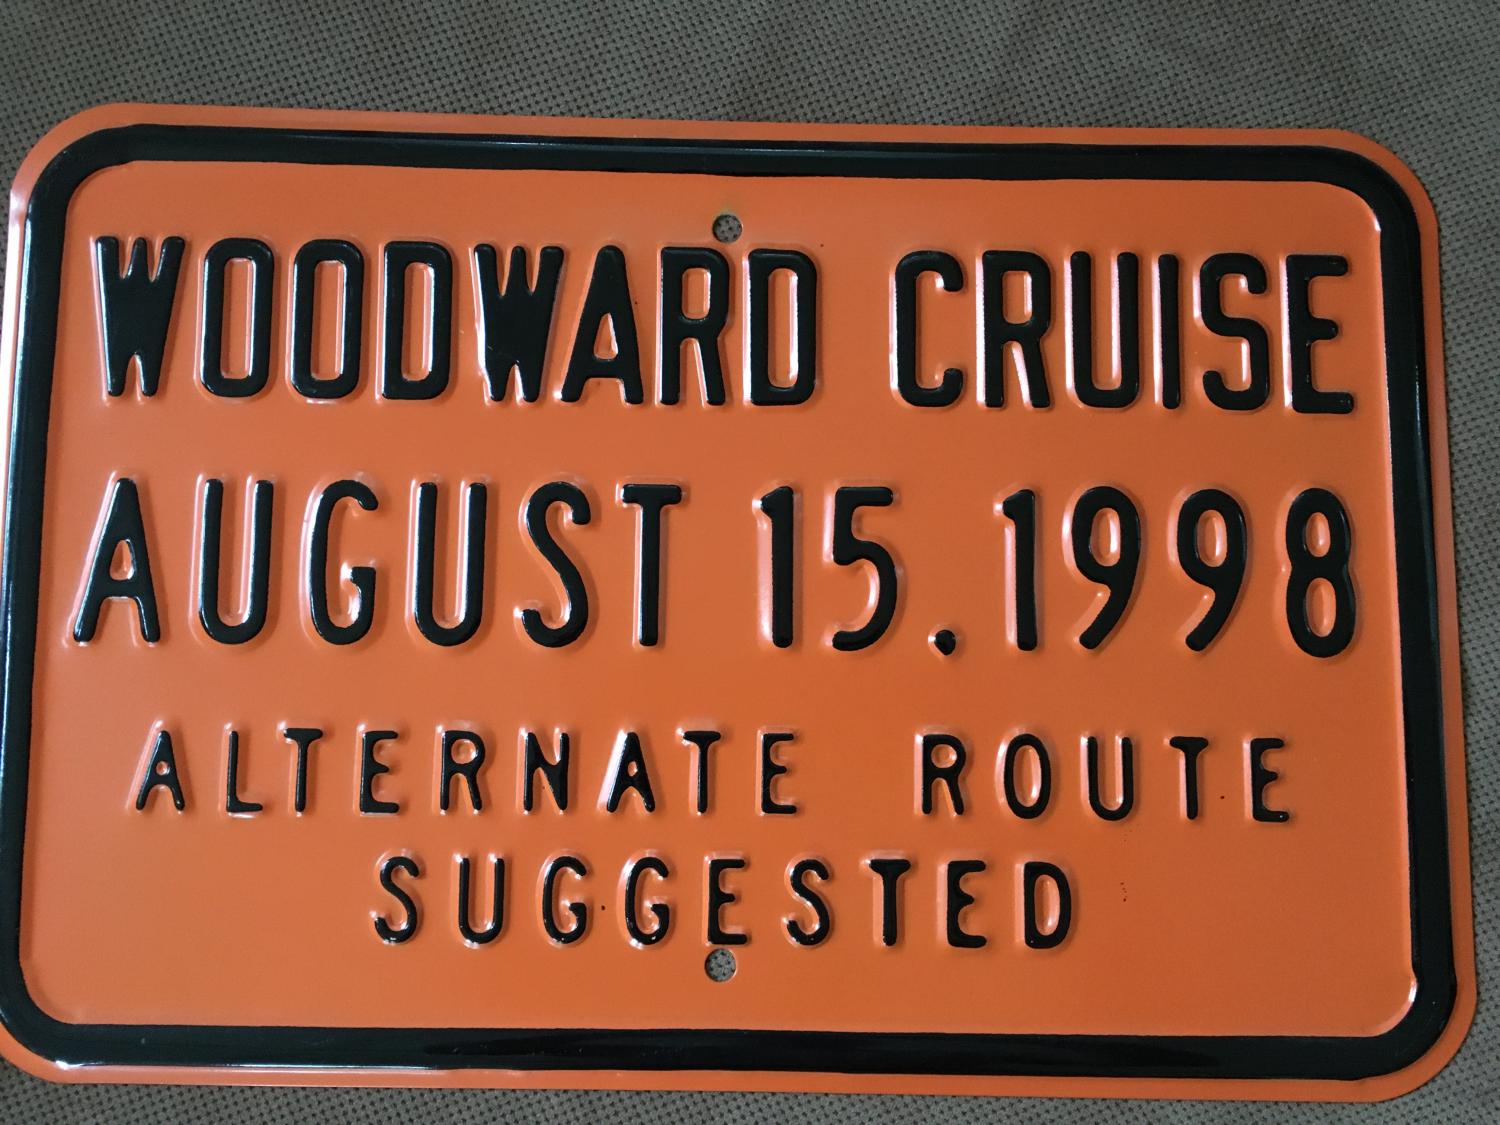 WOODWARD CRUISE
AUGUST 15.1998
ALTERNATE ROUTE
SUGGESTED